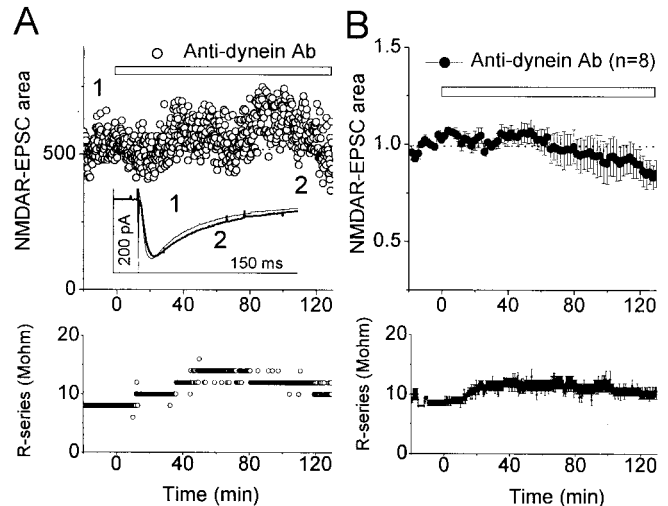 A
Anti-dynein Ab
NMDAR-EPSC area
1
500
0
1
2
2
200 pA
150 ms
0 40 80 120
R-series (Mohm)
20
10
0
0 40 80 120
Time (min)
B
Anti-dynein Ab (n=8)
NMDAR-EPSC area
1.5
1.0
0.5
0 40 80 120
R-series (Mohm)
20
10
0
0 40 80 120
Time (min)